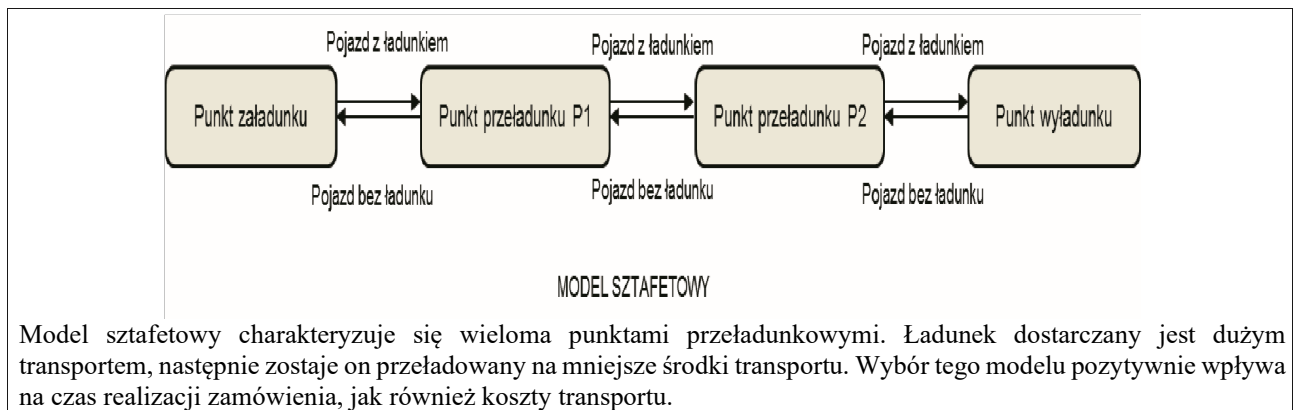 Pojazd z ładunkiem Pojazd z ładunkiem Pojazd z ładunkiem
Punkt załadunku Punkt przeładunku P1 Punkt przeładunku P2 Punkt wyładunku
Pojazd bez ładunku Pojazd bez ładunku Pojazd bez ładunku
MODEL SZTAFETOWY
Model sztafetowy charakteryzuje się wieloma punktami przeładunkowymi. Ładunek dostarczany jest dużym
transportem, następnie zostaje on przeładowany na mniejsze środki transportu. Wybór tego modelu pozytywnie wpływa
na czas realizacji zamówienia, jak również koszty transportu.